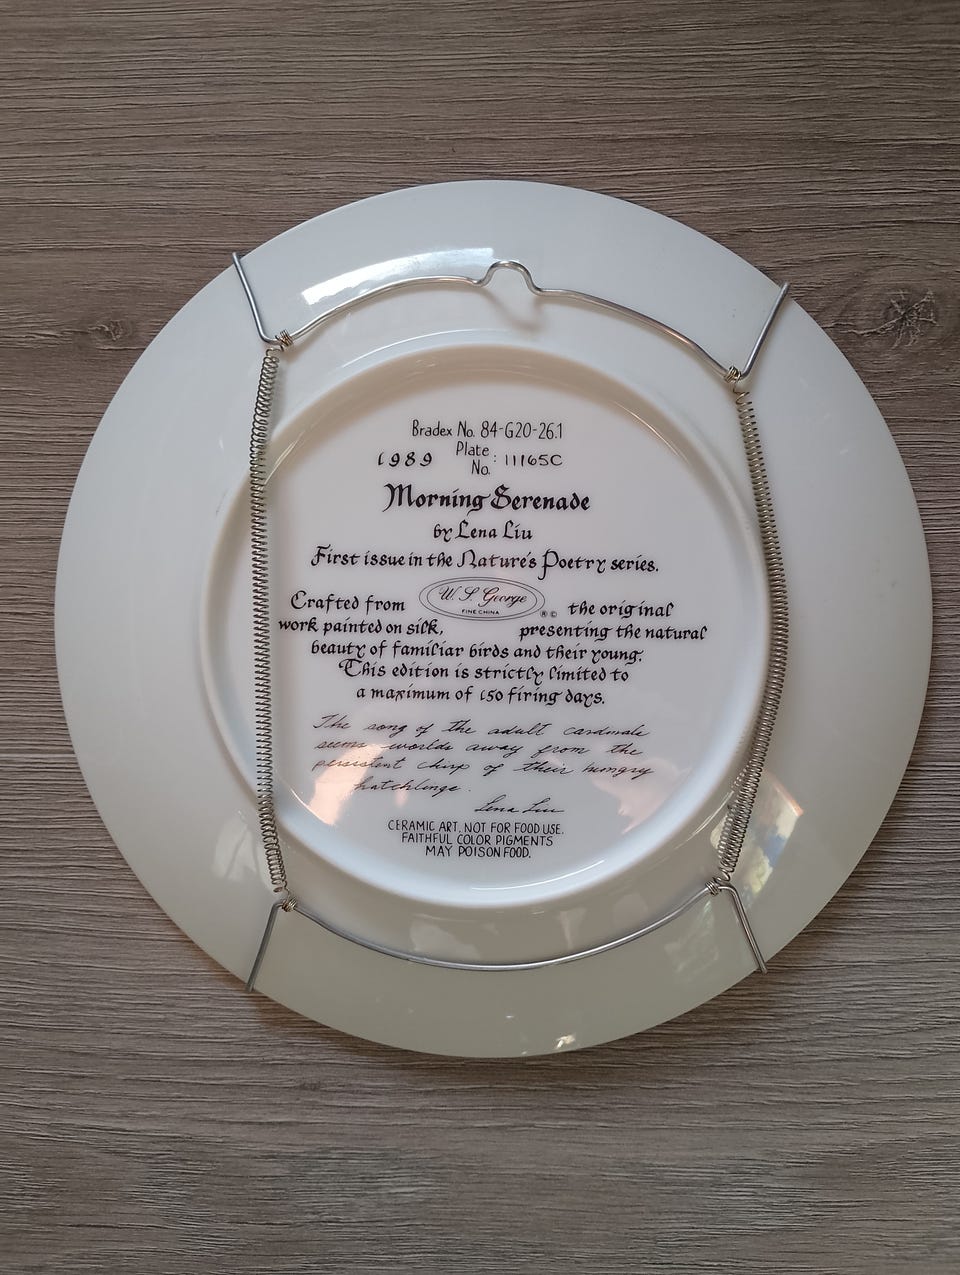 Bradex No. 84-G20-26.1
1989 Plate No. : 11165C
Morning Serenade
by Lena Liu
First issue in the Nature's Poetry series.
W. S. George
FINE CHINA
® ©
Crafted from the original
work painted on silk, presenting the natural
beauty of familiar birds and their young.
This edition is strictly limited to
a maximum of 150 firing days.
The song of the adult cardinals
seems worlds away from the
persistent chirp of their hungry
hatchlings.
Lena Liu
CERAMIC ART, NOT FOR FOOD USE.
FAITHFUL COLOR PIGMENTS
MAY POISON FOOD.